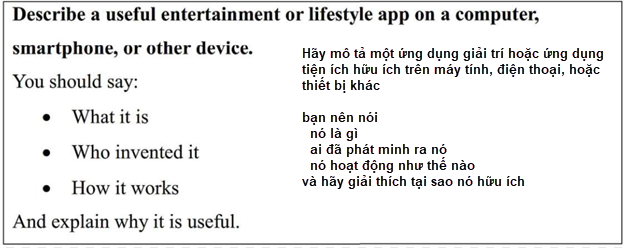 Describe a useful entertainment or lifestyle app on a computer,
smartphone, or other device.
You should say:
• What it is
• Who invented it
• How it works
And explain why it is useful.
Hãy mô tả một ứng dụng giải trí hoặc ứng dụng
tiện ích hữu ích trên máy tính, điện thoại, hoặc
thiết bị khác
bạn nên nói
nó là gì
ai đã phát minh ra nó
nó hoạt động như thế nào
và hãy giải thích tại sao nó hữu ích